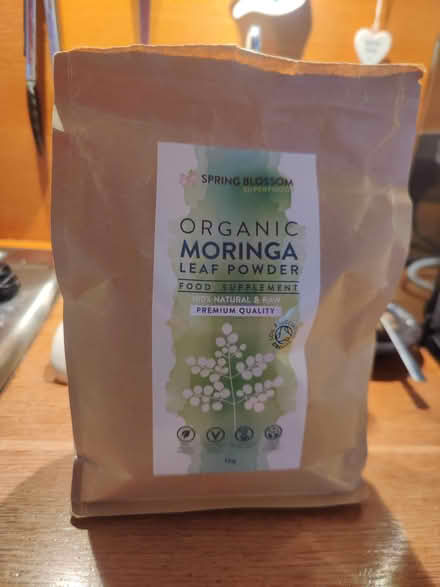 SPRING BLOSSOM
SUPERFOODS
ORGANIC
MORINGA
LEAF POWDER
FOOD SUPPLEMENT
100% NATURAL & RAW
PREMIUM QUALITY